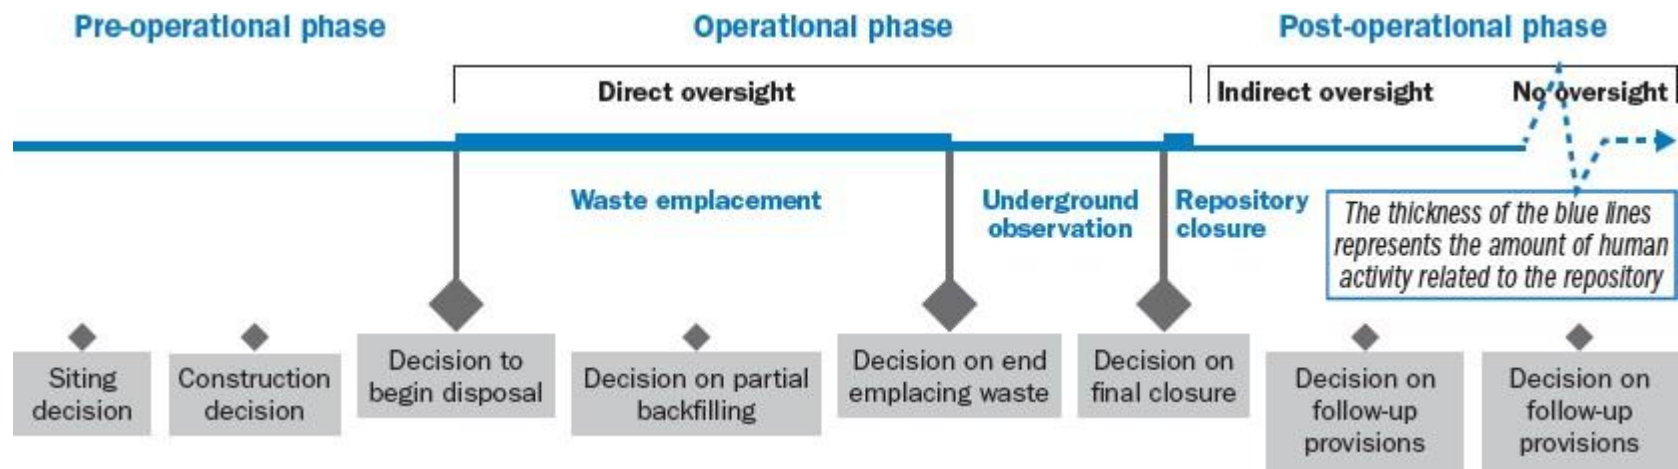 Pre-operational phase
Operational phase
Post-operational phase
Direct oversight
Indirect oversight
No oversight
Waste emplacement
Underground
observation
Repository
closure
The thickness of the blue lines
represents the amount of human
activity related to the repository
Siting
decision
Construction
decision
Decision to
begin disposal
Decision on partial
backfilling
Decision on end
emplacing waste
Decision on
final closure
Decision on
follow-up
provisions
Decision on
follow-up
provisions